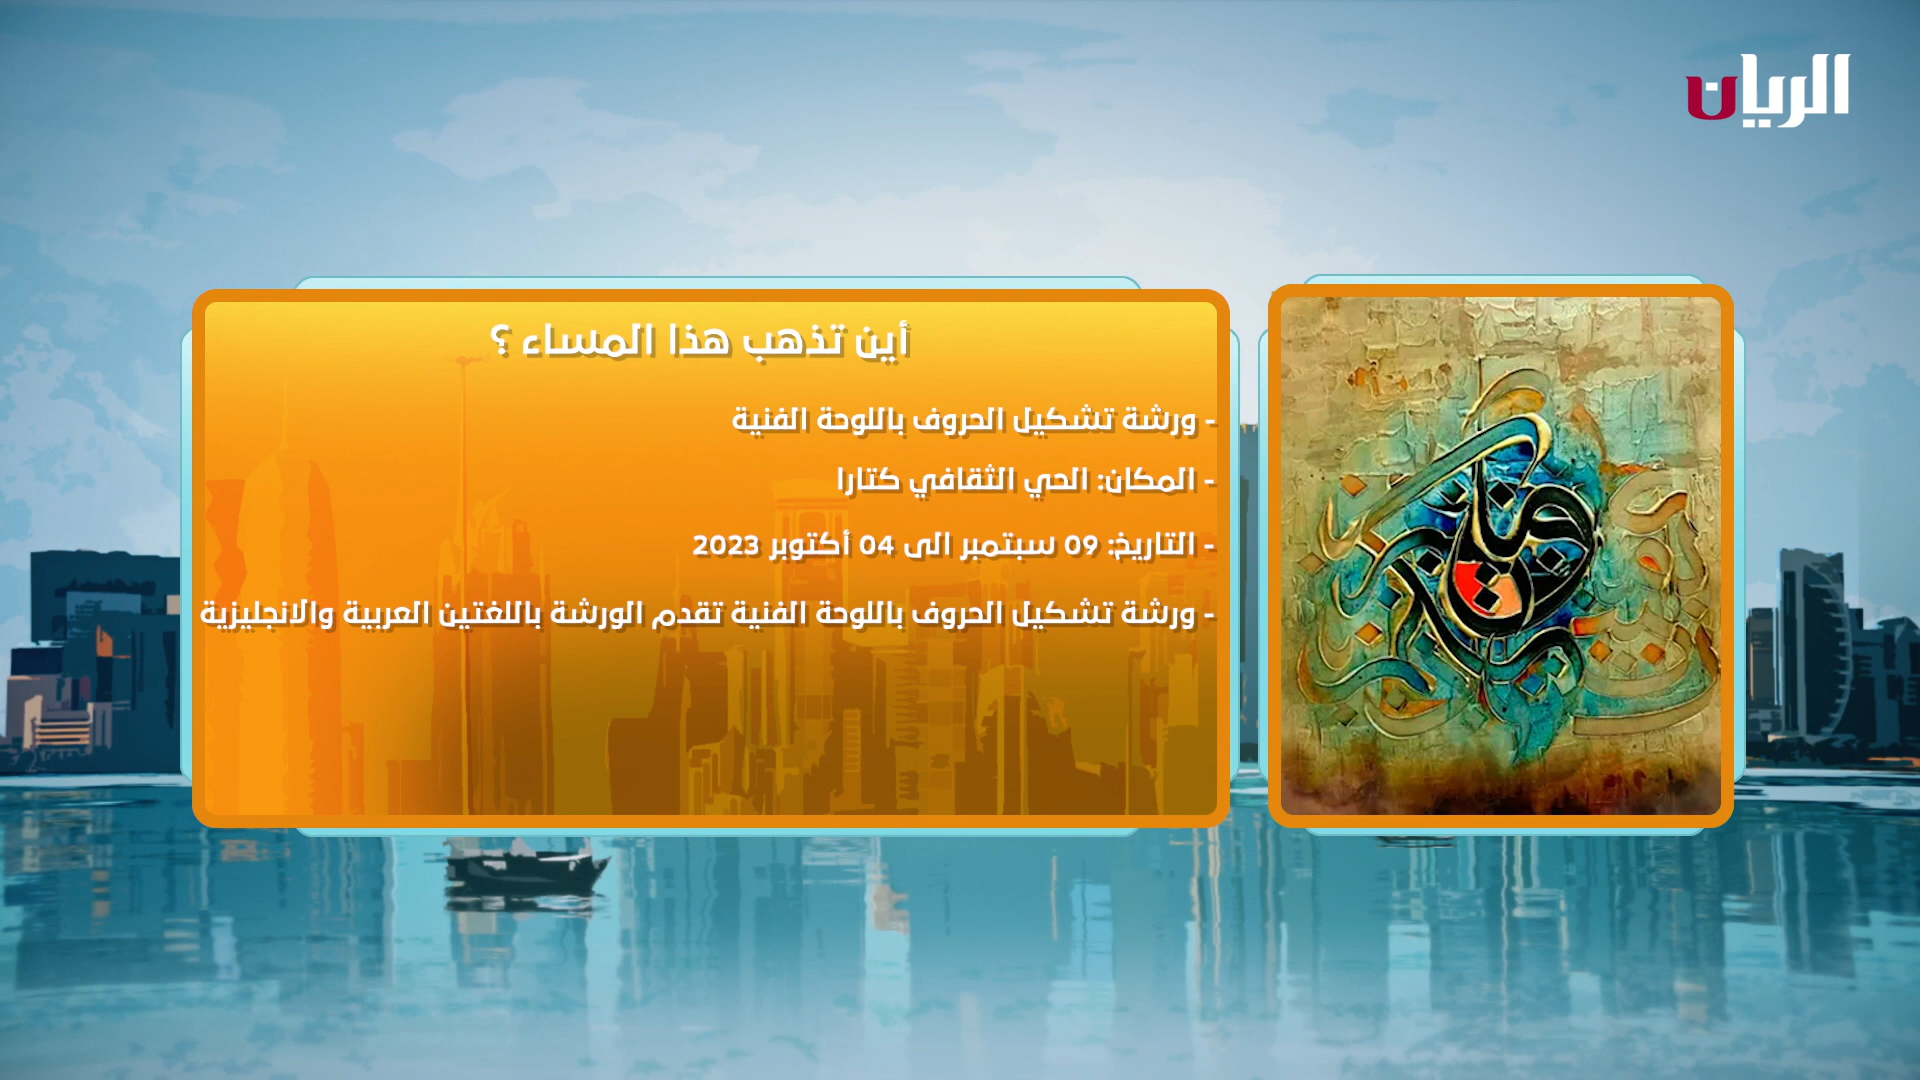 الريان
أين تذهب هذا المساء ؟
- ورشة تشكيل الحروف باللوحة الفنية
- المكان: الحي الثقافي كتارا
- التاريخ: 09 سبتمبر الى 04 أكتوبر 2023
- ورشة تشكيل الحروف باللوحة الفنية تقدم الورشة باللغتين العربية والانجليزية